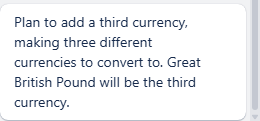 Plan to add a third currency,
making three different
currencies to convert to. Great
British Pound will be the third
currency.